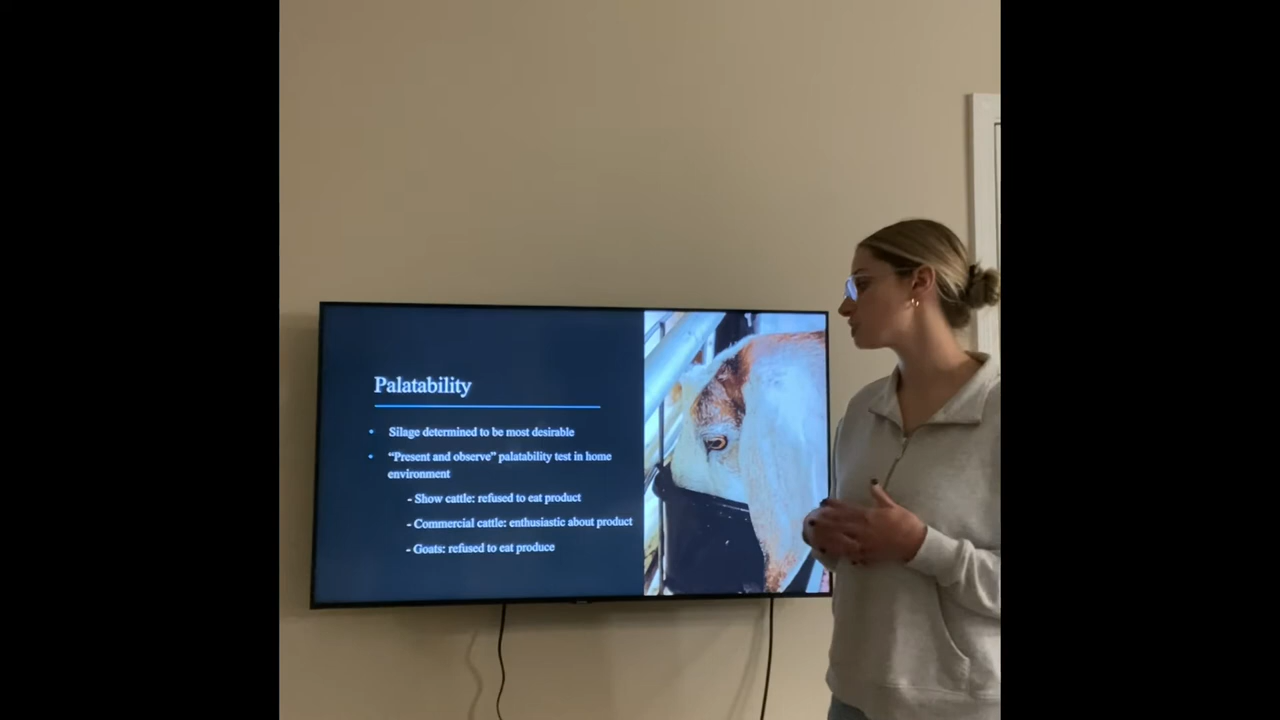 Palatability
• Silage determined to be most desirable
• “Present and observe” palatability test in home
environment
- Show cattle: refused to eat product
- Commercial cattle: enthusiastic about product
- Goats: refused to eat produce